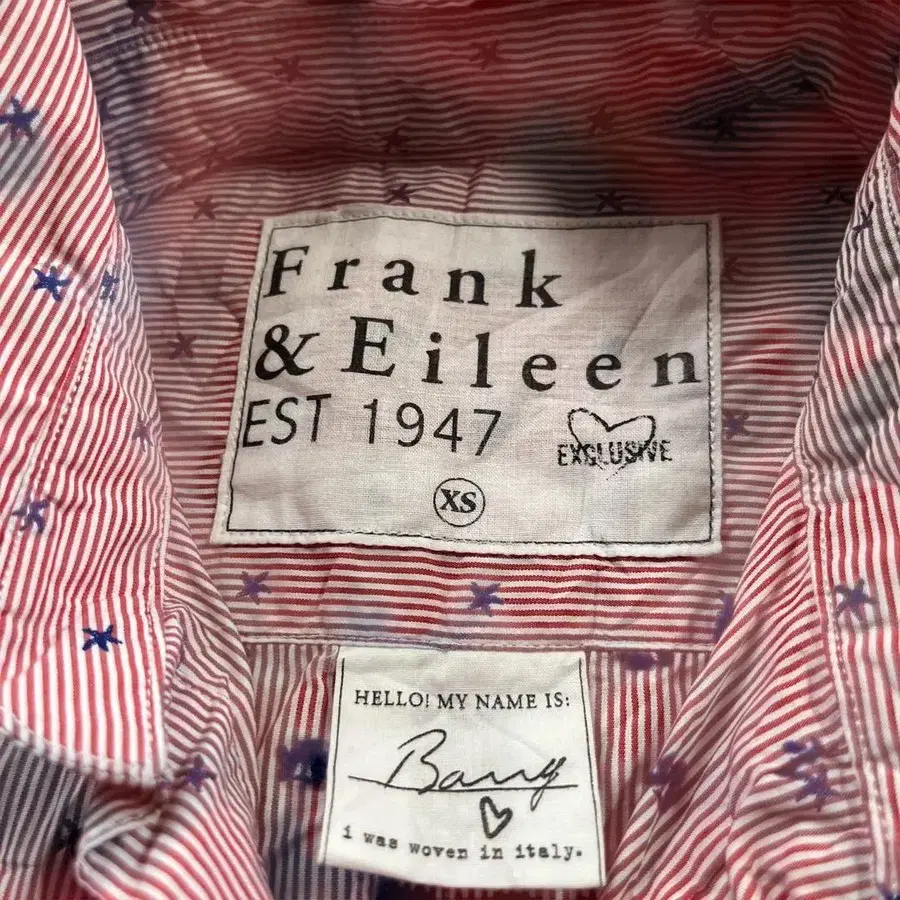 Frank
& Eileen
EST 1947
EXCLUSIVE
XS
HELLO! MY NAME IS:
Barry
i was woven in italy.